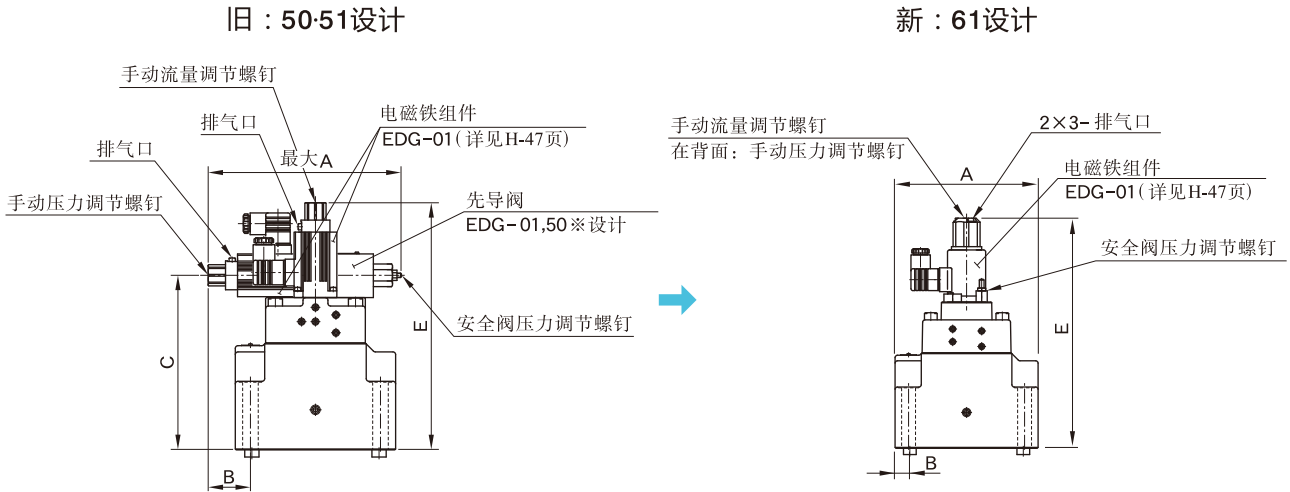 旧：50·51设计
手动流量调节螺钉
排气口
电磁铁组件
EDG-01(详见H-47页)
排气口
最大A
手动压力调节螺钉
先导阀
EDG-01,50※设计
安全阀压力调节螺钉
C
E
B
新：61设计
手动流量调节螺钉
在背面：手动压力调节螺钉
2×3-排气口
A
电磁铁组件
EDG-01(详见H-47页)
安全阀压力调节螺钉
E
B